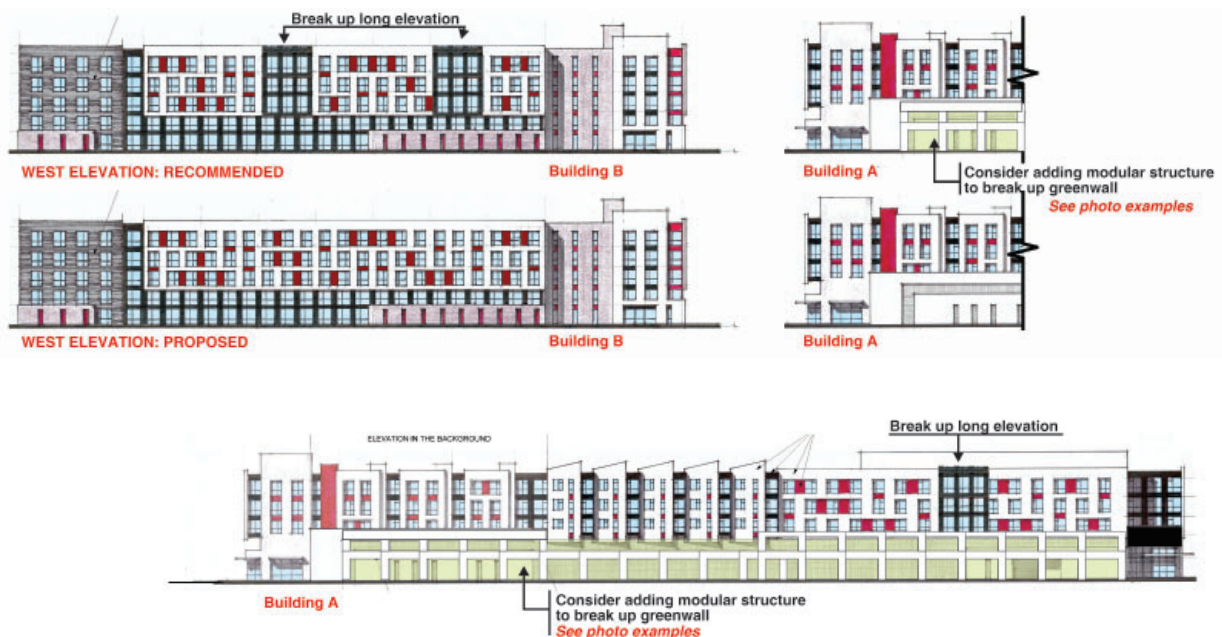 Break up long elevation
WEST ELEVATION: RECOMMENDED
Building B
Building A
Consider adding modular structure
to break up greenwall
See photo examples
WEST ELEVATION: PROPOSED
Building B
Building A
ELEVATION IN THE BACKGROUND
Break up long elevation
Building A
Consider adding modular structure
to break up greenwall
See photo examples